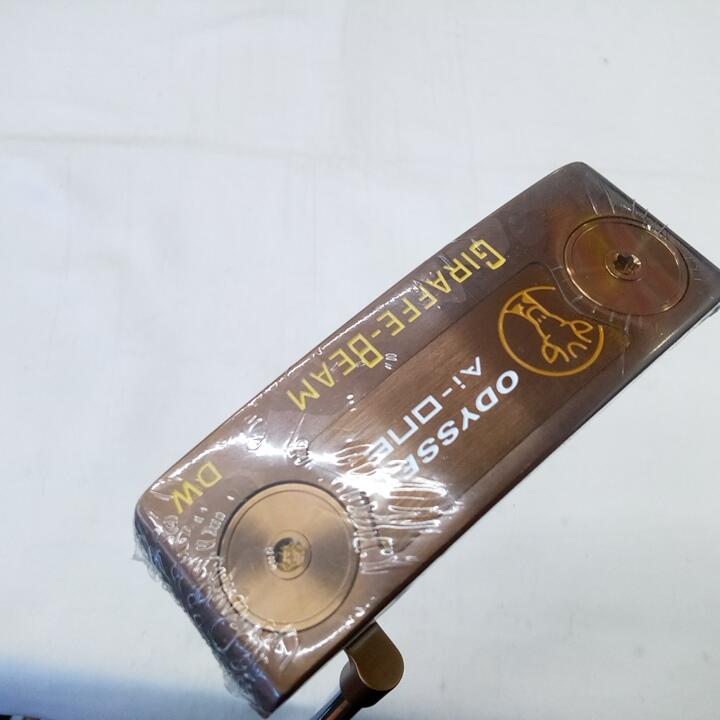 GIRAFFE-BEAM
DW
ODYSSEY
Ai-ONE